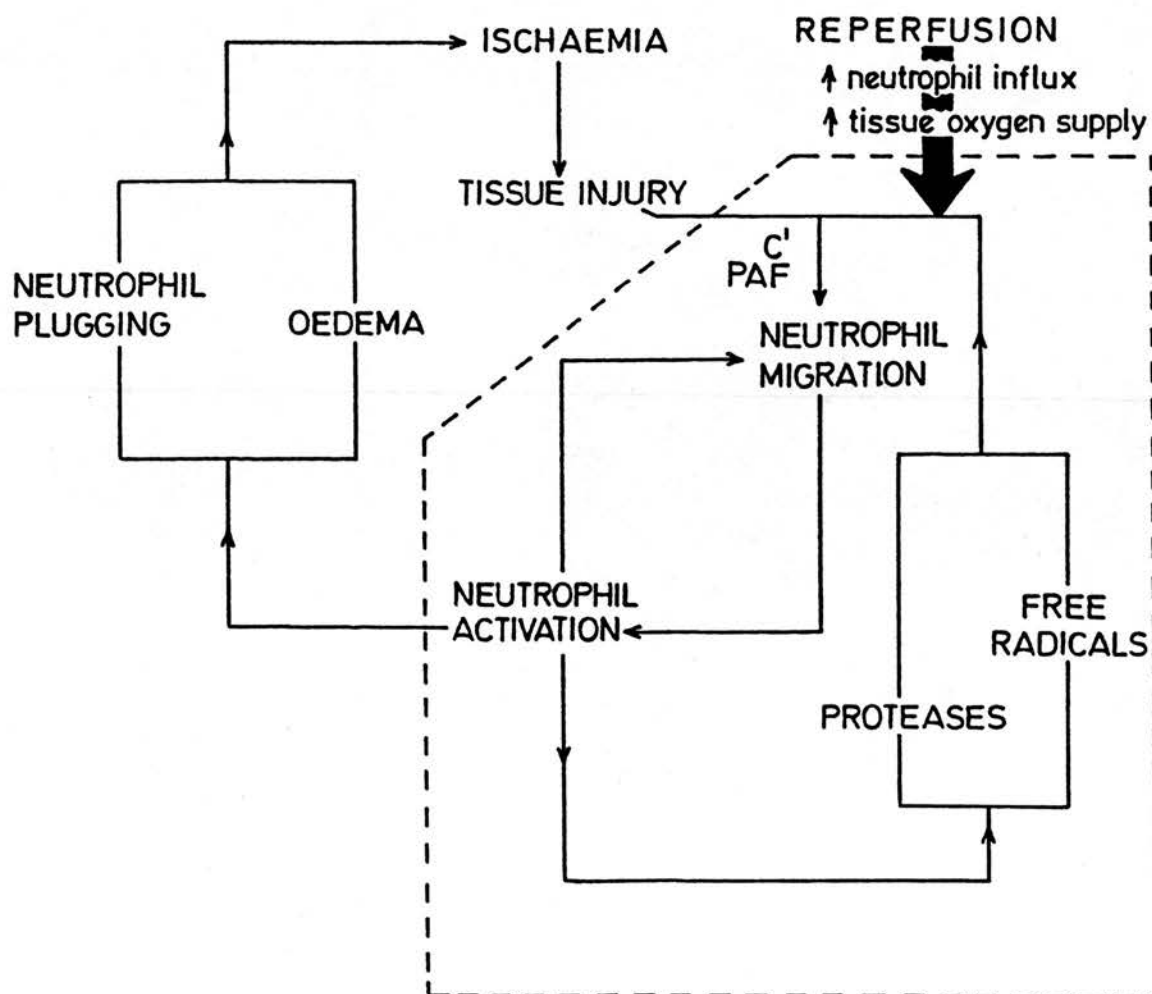 ISCHAEMIA
REPERFUSION
↑ neutrophil influx
↑ tissue oxygen supply
TISSUE INJURY
C'
PAF
NEUTROPHIL
PLUGGING
OEDEMA
NEUTROPHIL
MIGRATION
NEUTROPHIL
ACTIVATION
FREE
RADICALS
PROTEASES